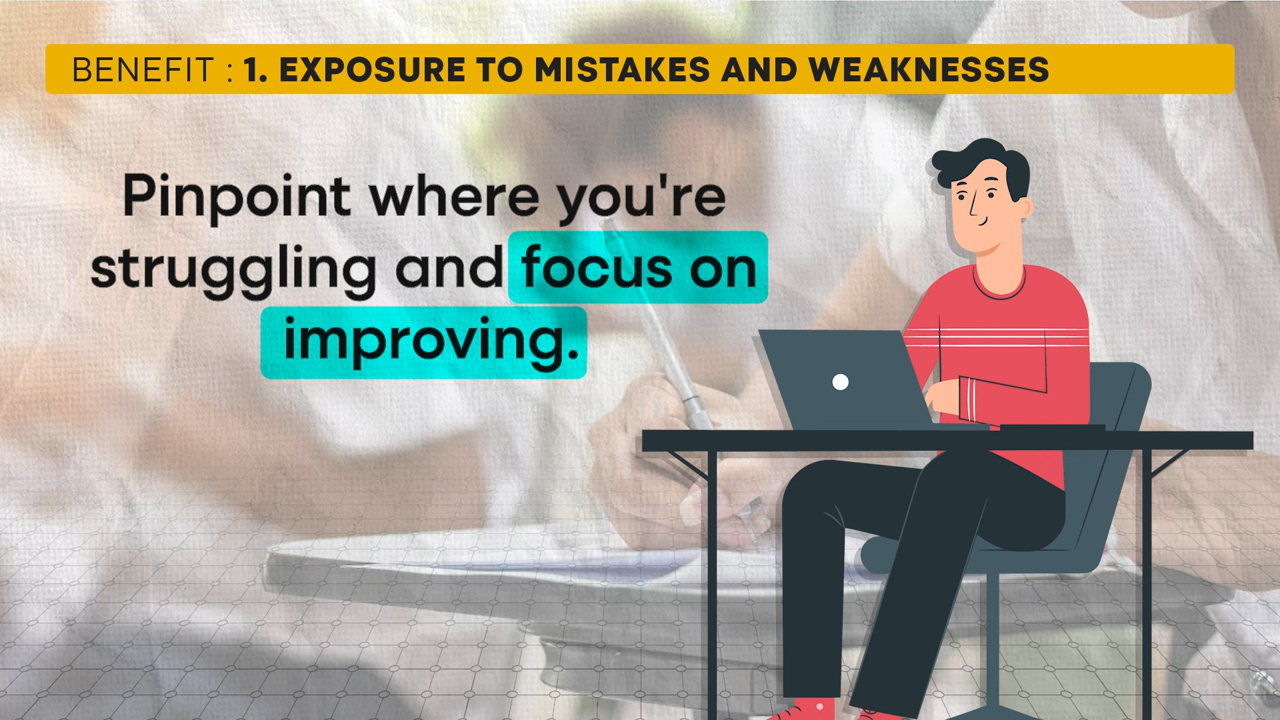 BENEFIT : 1. EXPOSURE TO MISTAKES AND WEAKNESSES
Pinpoint where you're
struggling and focus on
improving.